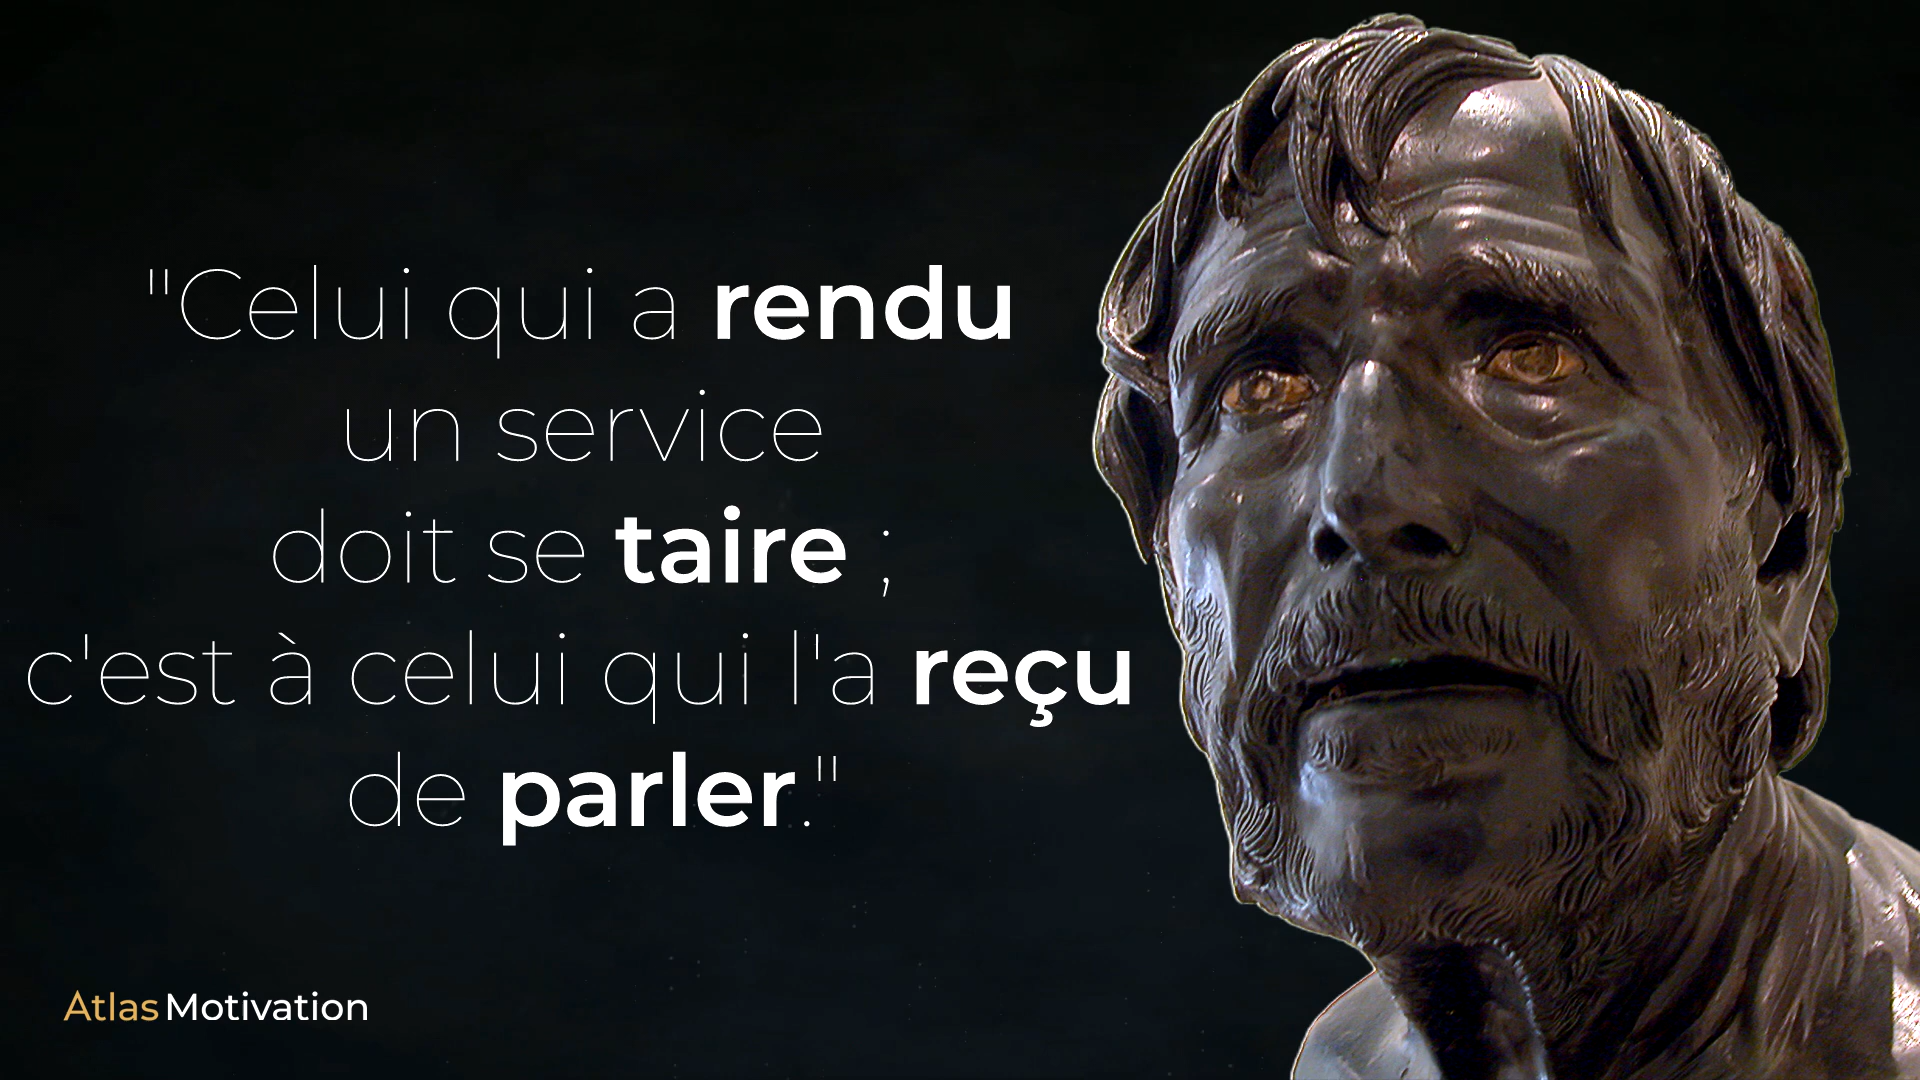 "Celui qui a rendu
un service
doit se taire ;
c'est à celui qui l'a reçu
de parler."
Atlas Motivation